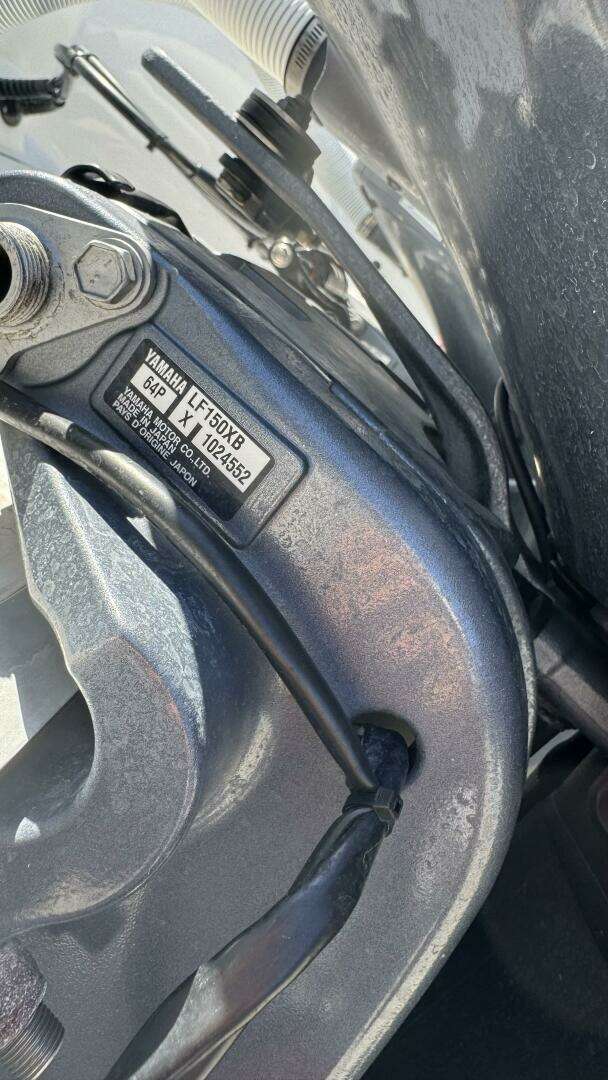 YAMAHA LF150XB
64P X 1024552
YAMAHA MOTOR CO.,LTD.
MADE IN JAPAN
PAYS D'ORIGINE JAPON